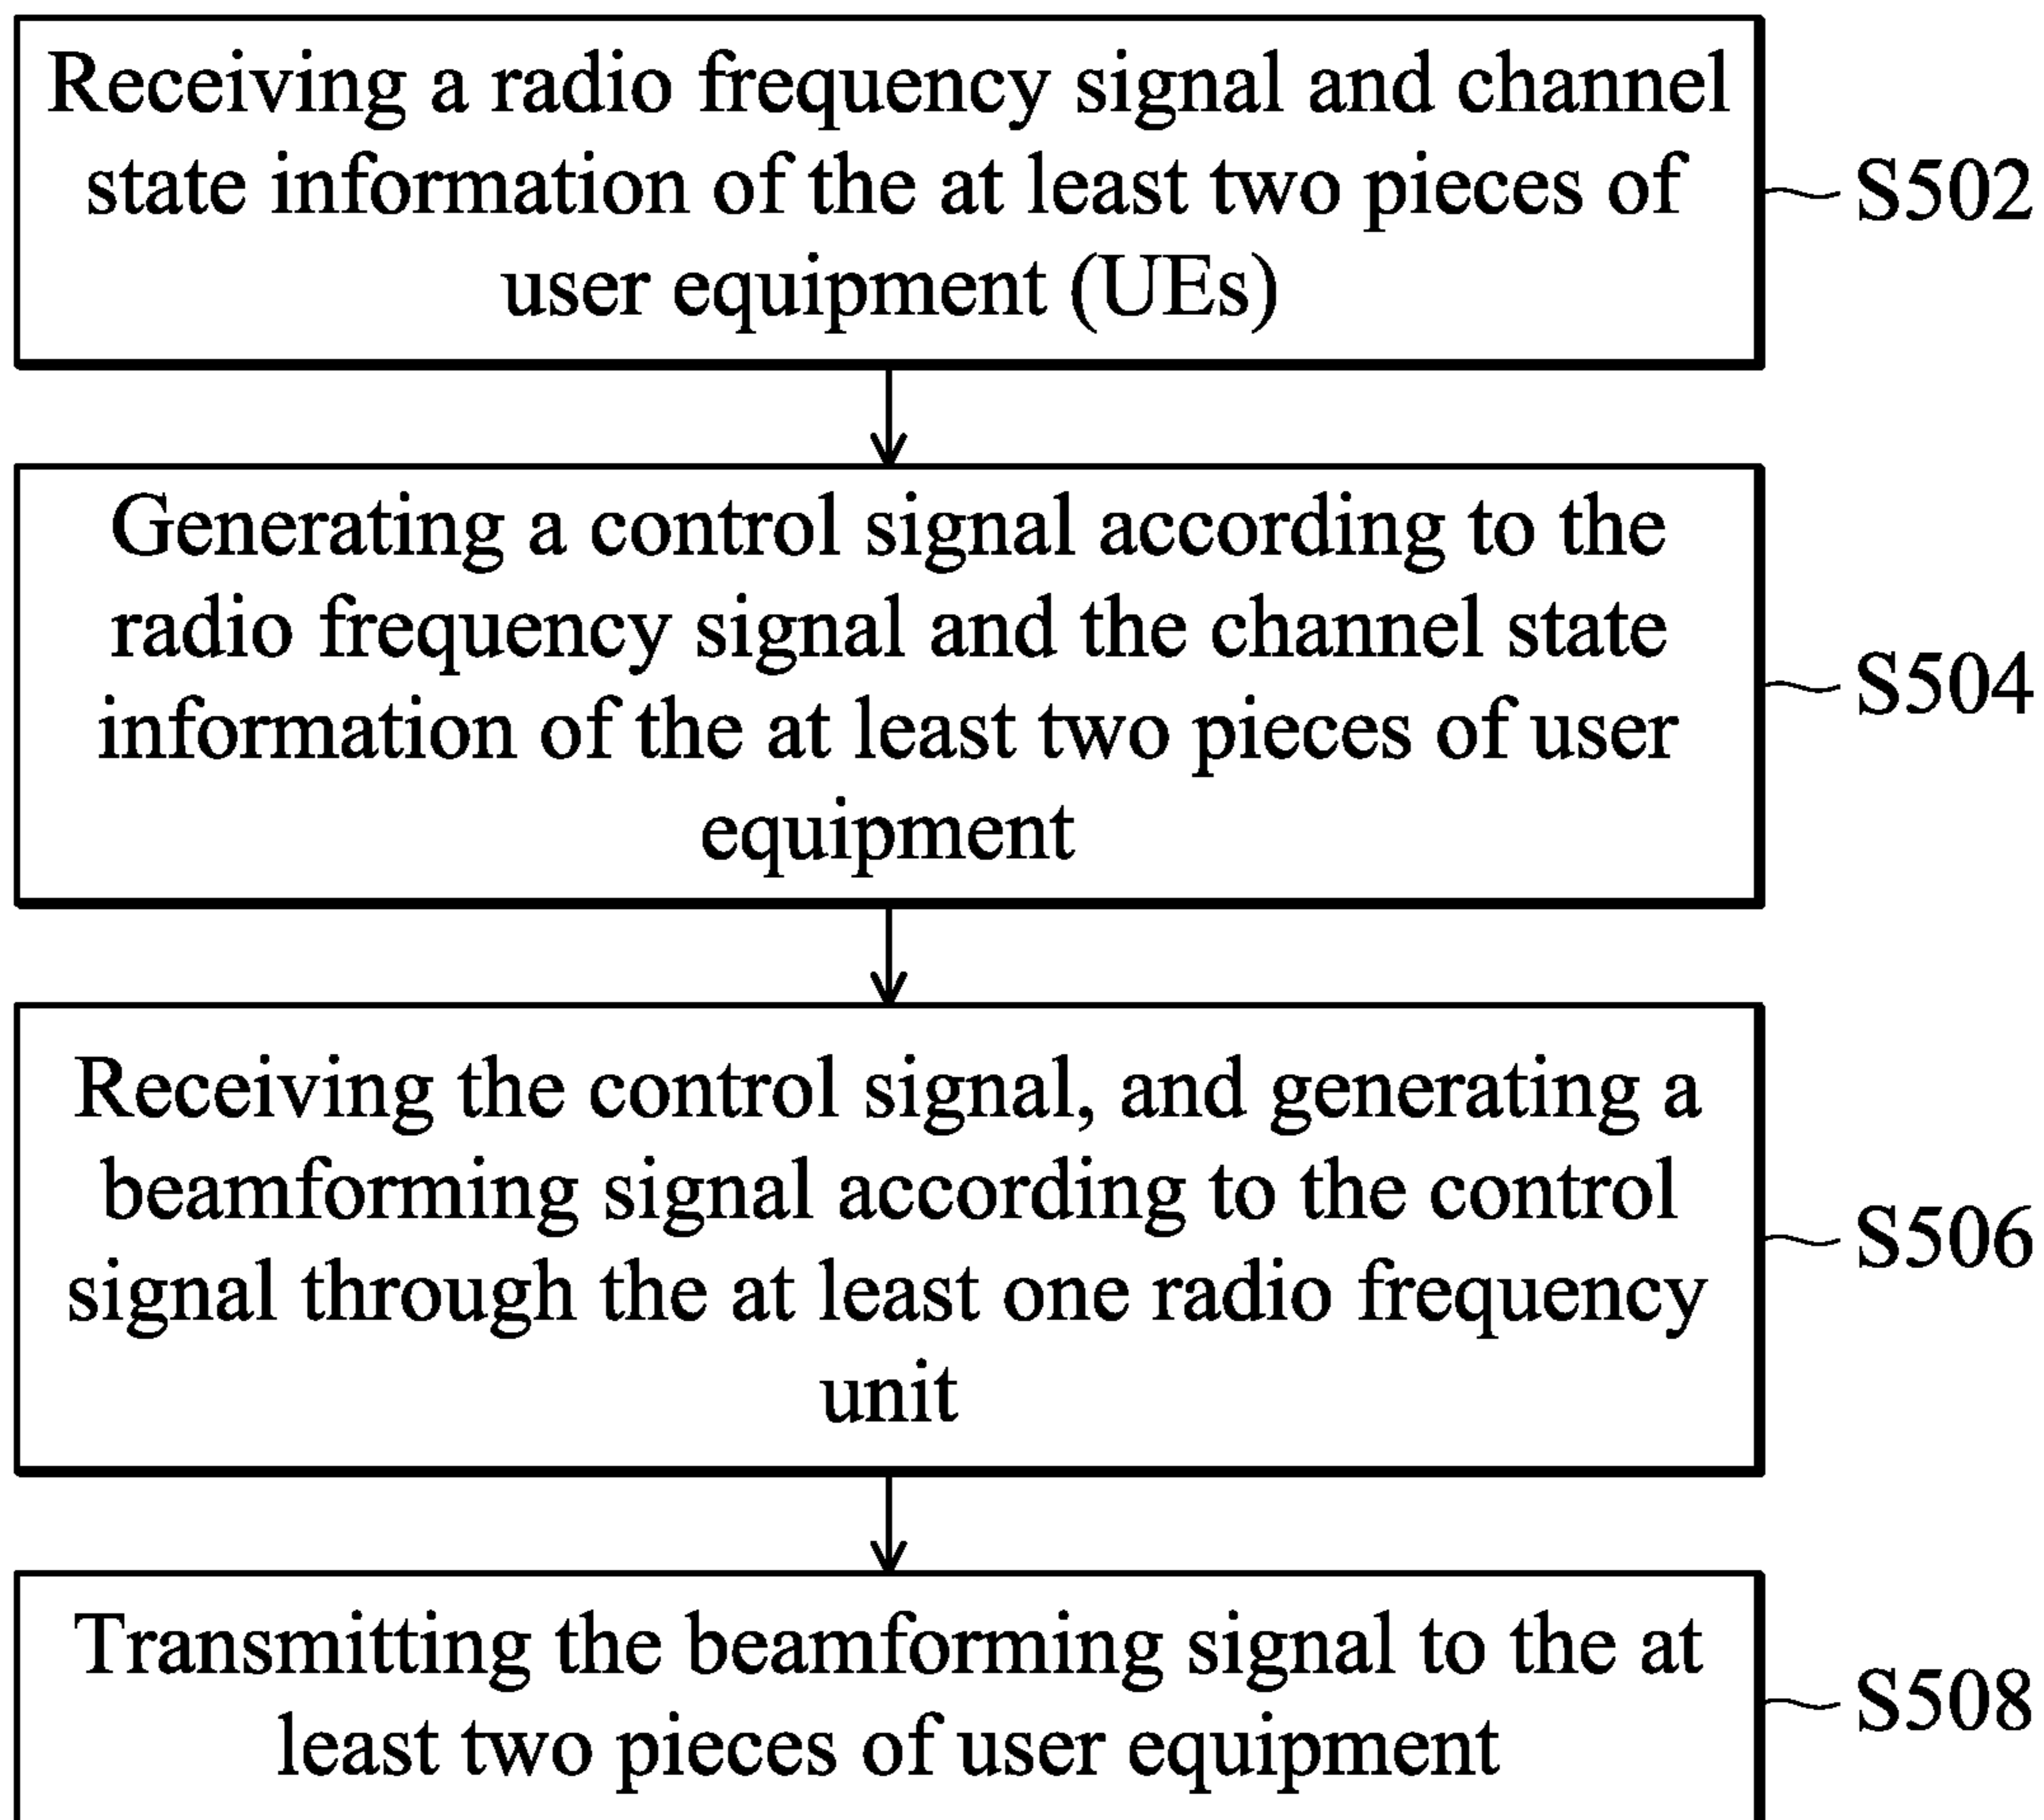 Receiving a radio frequency signal and channel
state information of the at least two pieces of
user equipment (UEs)
S502
Generating a control signal according to the
radio frequency signal and the channel state
information of the at least two pieces of user
equipment
S504
Receiving the control signal, and generating a
beamforming signal according to the control
signal through the at least one radio frequency
unit
S506
Transmitting the beamforming signal to the at
least two pieces of user equipment
S508